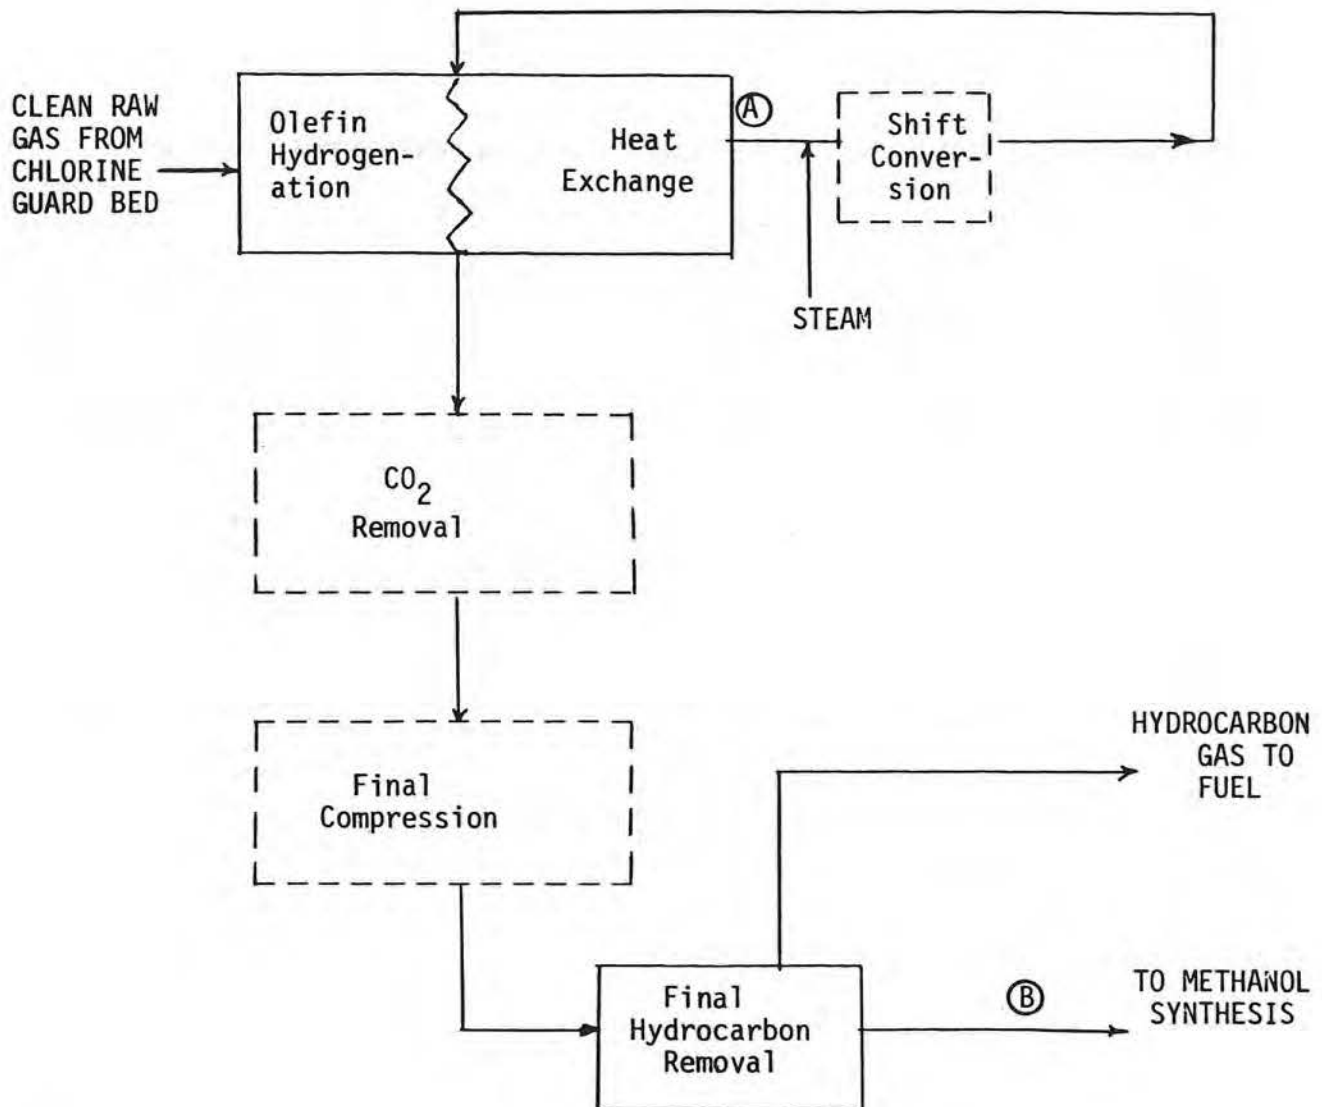 CLEAN RAW
GAS FROM
CHLORINE
GUARD BED
Olefin
Hydrogen-
ation
Heat
Exchange
A
Shift
Conver-
sion
STEAM
CO2
Removal
Final
Compression
HYDROCARBON
GAS TO
FUEL
Final
Hydrocarbon
Removal
B
TO METHANOL
SYNTHESIS